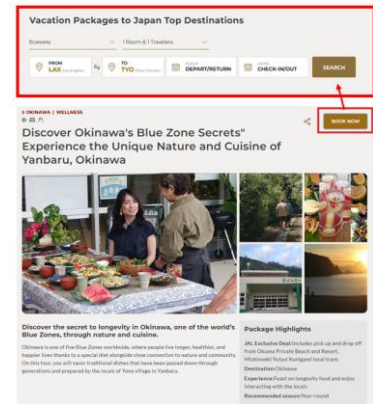 Vacation Packages to Japan Top Destinations
Economy
1 Room & 1 Travelers
FROM
LAX Los Angeles
TO
TYO
DEPART/RETURN
HOTEL
CHECK-IN/OUT
SEARCH
OKINAWA | WELLNESS
BOOK NOW
Discover Okinawa's Blue Zone Secrets"
Experience the Unique Nature and Cuisine of
Yanbaru, Okinawa
Discover the secret to longevity in Okinawa, one of the world's
Blue Zones, through nature and cuisine.
Okinawa is one of five Blue Zones worldwide, where people live longer, healthier, and
happier lives thanks to a special diet alongside close connection to nature and community.
On this tour, you will savor traditional dishes that have been passed down through
generations and prepared by the locals of Yona village in Yanbaru.
Package Highlights
JAL Exclusive Deal: Includes pick up and drop off
from Okuma Private Beach and Resort,
Michinoeki Yuiyui Kunigami local tram
Destination: Okinawa
Experience: Feast on longevity food and enjoy
interacting with the locals
Recommended season: Year-round